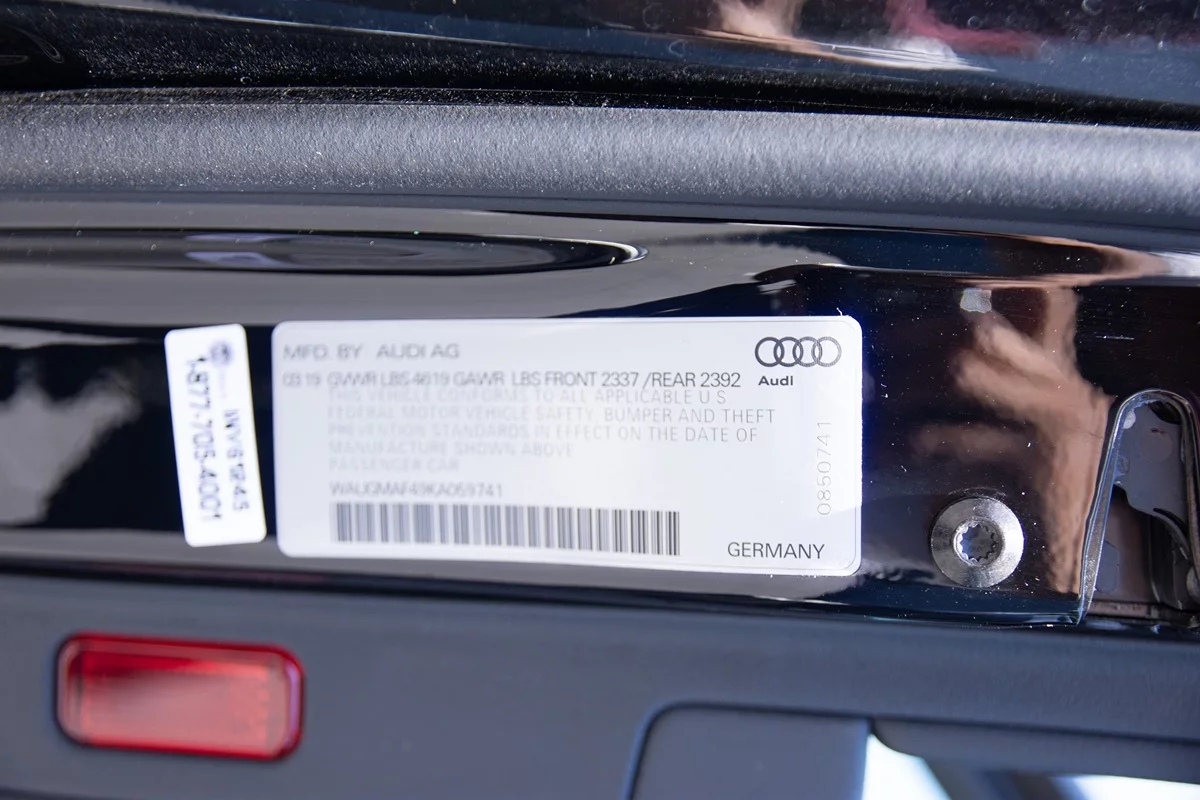 MFD. BY AUDI AG
03 19 GVWR LBS 4619 GAWR LBS FRONT 2337 /REAR 2392
Audi
THIS VEHICLE CONFORMS TO ALL APPLICABLE U S
FEDERAL MOTOR VEHICLE SAFETY, BUMPER AND THEFT
PREVENTION STANDARDS IN EFFECT ON THE DATE OF
MANUFACTURE SHOWN ABOVE
PASSENGER CAR
WAUGMAF49KA059741
GERMANY
0850741
1-877-705-4001